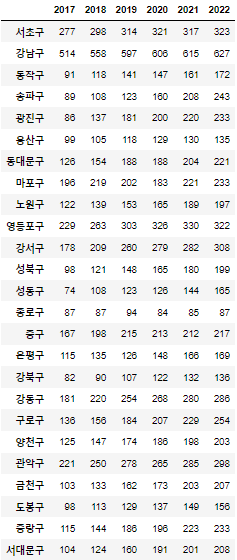 2017 2018 2019 2020 2021 2022
서초구 277 298 314 321 317 323
강남구 514 558 597 606 615 627
동작구 91 118 141 147 161 172
송파구 89 108 123 160 208 243
광진구 86 137 181 200 220 233
용산구 99 105 118 129 130 135
동대문구 126 154 188 188 204 221
마포구 196 219 202 183 221 233
노원구 122 139 153 165 189 197
영등포구 229 263 303 326 330 322
강서구 178 209 260 279 282 308
성북구 98 121 148 165 180 199
성동구 74 108 123 126 144 165
종로구 87 87 94 84 85 87
중구 167 198 215 213 212 217
은평구 115 135 126 148 166 169
강북구 82 90 107 122 132 136
강동구 181 220 254 268 280 286
구로구 136 156 184 207 229 254
양천구 125 147 174 186 198 203
관악구 221 250 278 265 285 298
금천구 103 133 162 173 203 207
도봉구 98 113 129 137 149 156
중랑구 115 144 186 196 223 233
서대문구 104 124 160 191 201 208